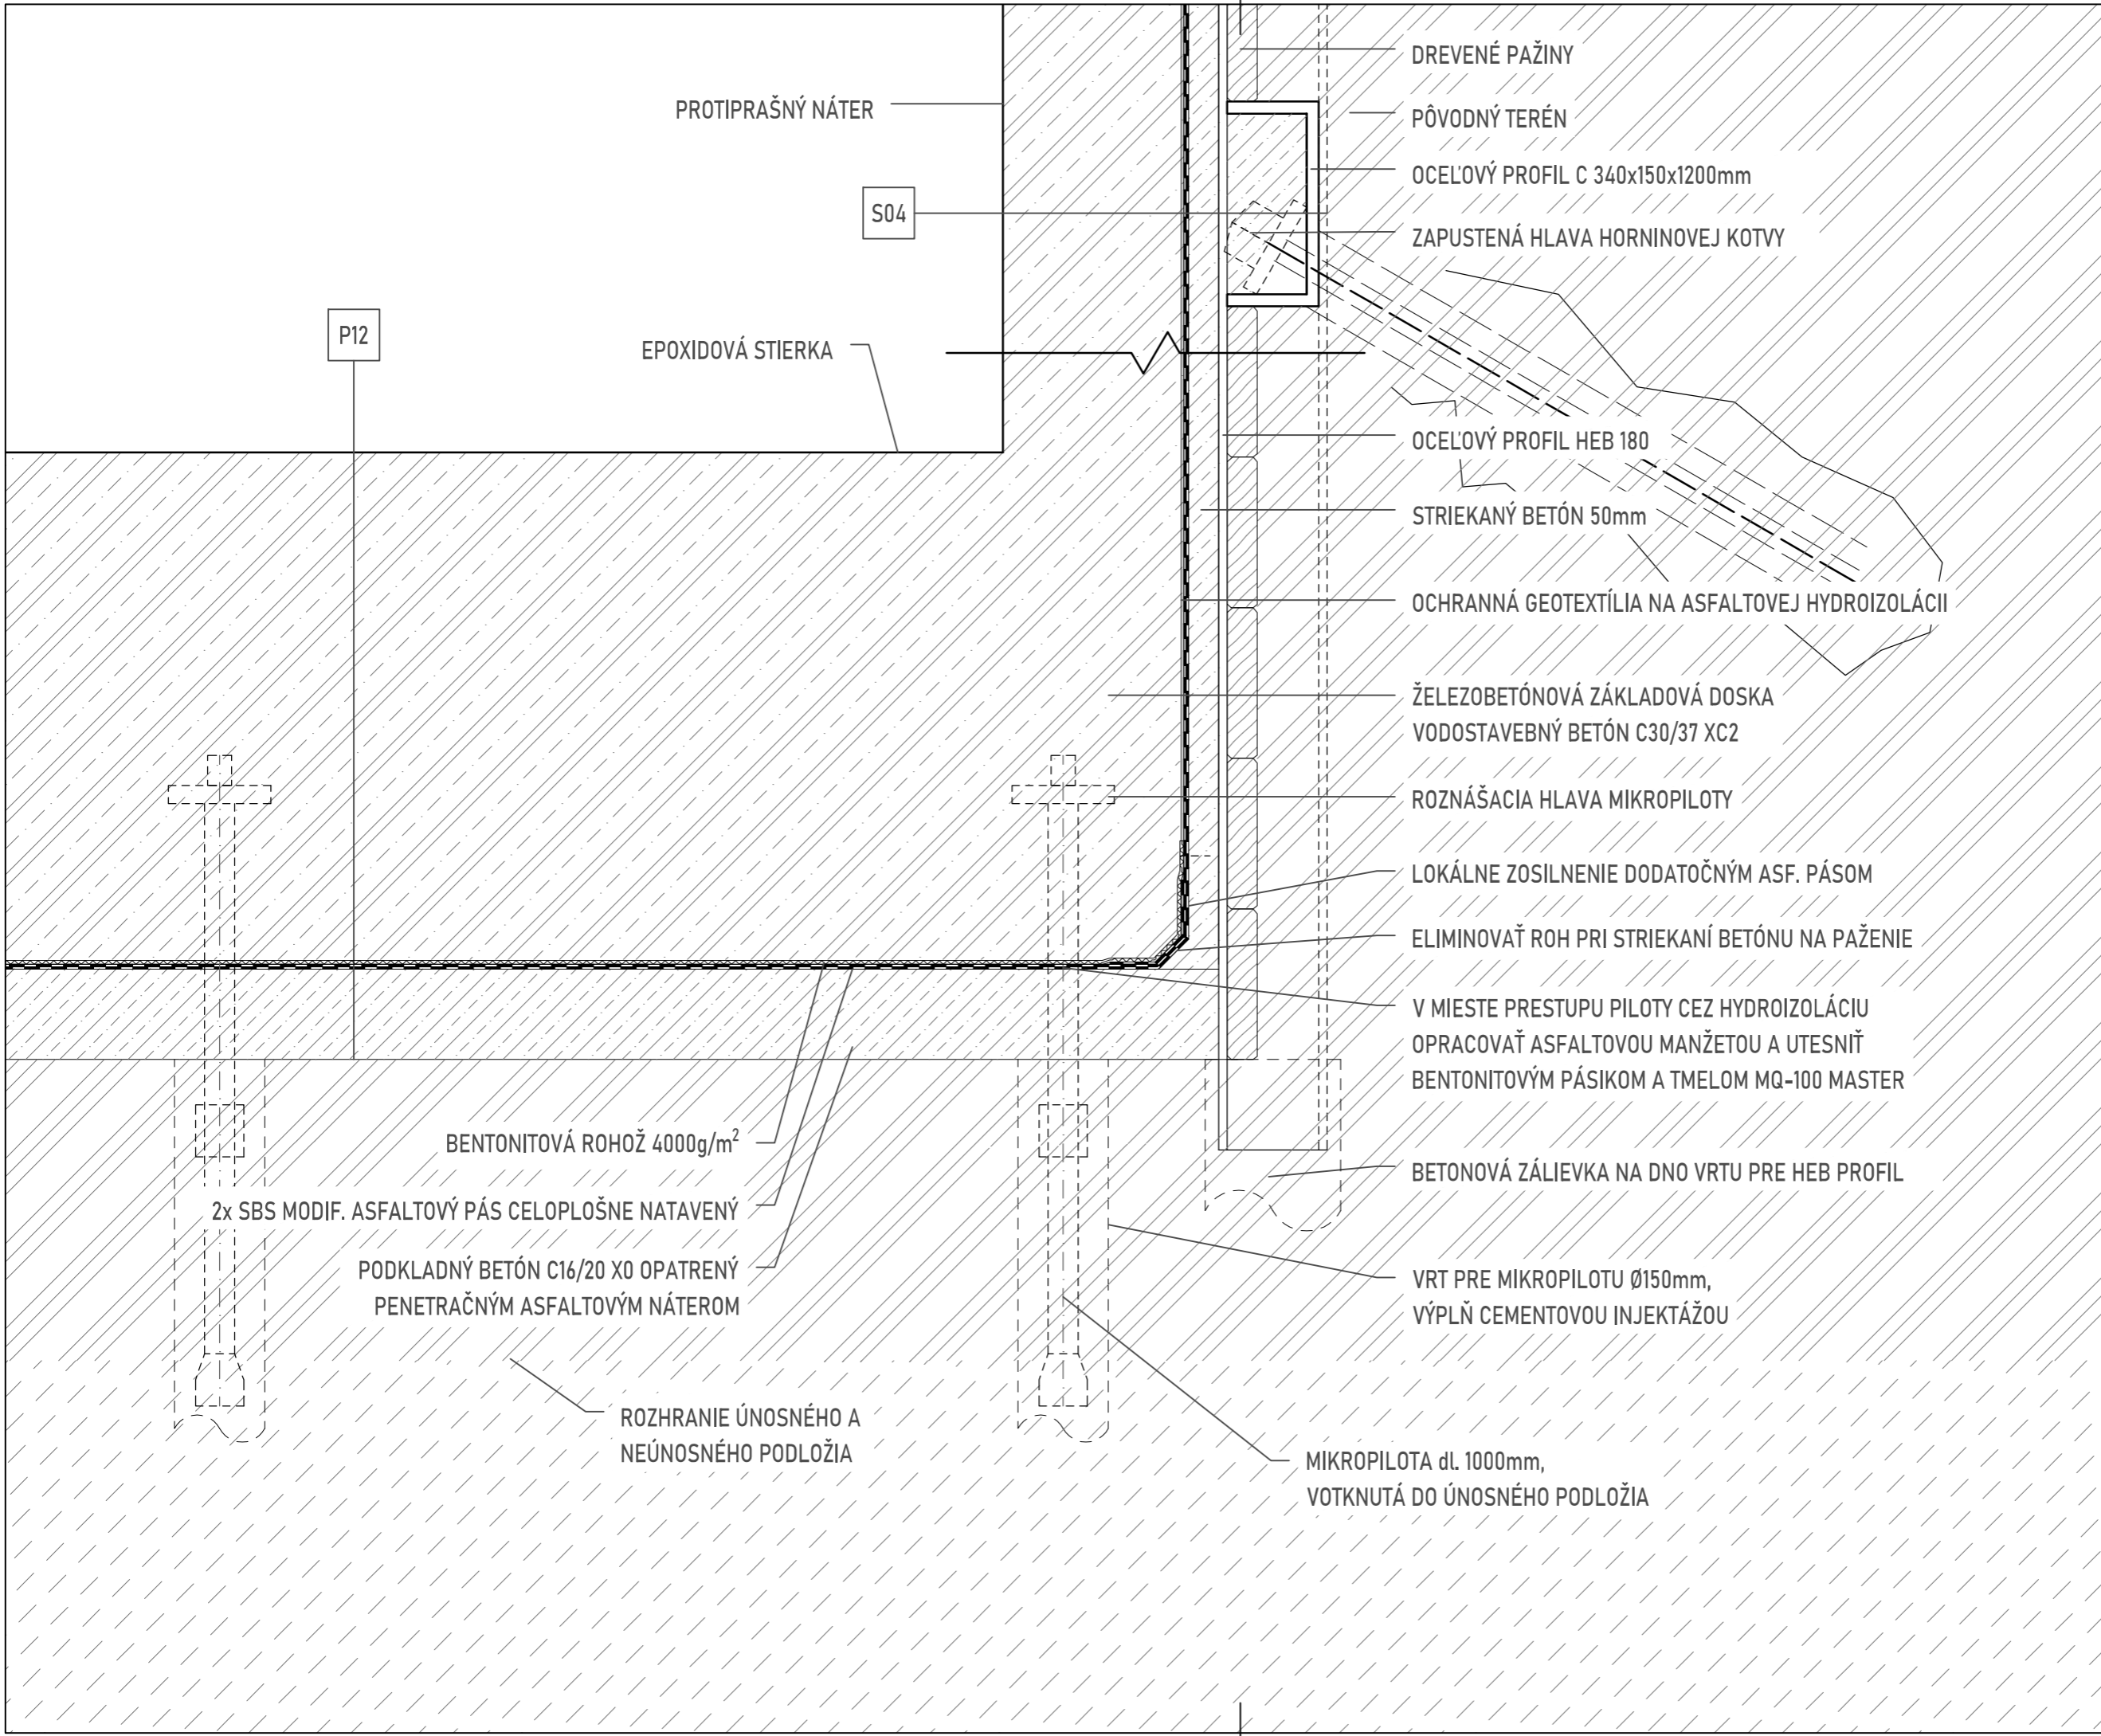 DREVENÉ PAŽINY
PROTIPRAŠNÝ NÁTER
PÔVODNÝ TERÉN
OCEĽOVÝ PROFIL C 340x150x1200mm
S04
ZAPUSTENÁ HLAVA HORNINOVEJ KOTVY
P12
EPOXIDOVÁ STIERKA
OCEĽOVÝ PROFIL HEB 180
STRIEKANÝ BETÓN 50mm
OCHRANNÁ GEOTEXTÍLIA NA ASFALTOVEJ HYDROIZOLÁCII
ŽELEZOBETÓNOVÁ ZÁKLADOVÁ DOSKA
VODOSTAVEBNÝ BETÓN C30/37 XC2
ROZNÁŠACIA HLAVA MIKROPILOTY
LOKÁLNE ZOSILNENIE DODATOČNÝM ASF. PÁSOM
ELIMINOVAŤ ROH PRI STRIEKANÍ BETÓNU NA PAŽENIE
V MIESTE PRESTUPU PILOTY CEZ HYDROIZOLÁCIU
OPRACOVAŤ ASFALTOVOU MANŽETOU A UTESNIŤ
BENTONITOVÝM PÁSIKOM A TMELOM MQ-100 MASTER
BENTONITOVÁ ROHOŽ 4000g/m²
BETONOVÁ ZÁLIEVKA NA DNO VRTU PRE HEB PROFIL
2x SBS MODIF. ASFALTOVÝ PÁS CELOPLOŠNE NATAVENÝ
PODKLADNÝ BETÓN C16/20 X0 OPATRENÝ
PENETRAČNÝM ASFALTOVÝM NÁTEROM
VRT PRE MIKROPILOTU Ø150mm,
VÝPLŇ CEMENTOVOU INJEKTÁŽOU
ROZHRANIE ÚNOSNÉHO A
NEÚNOSNÉHO PODLOŽIA
MIKROPILOTA dl. 1000mm,
VOTKNUTÁ DO ÚNOSNÉHO PODLOŽIA